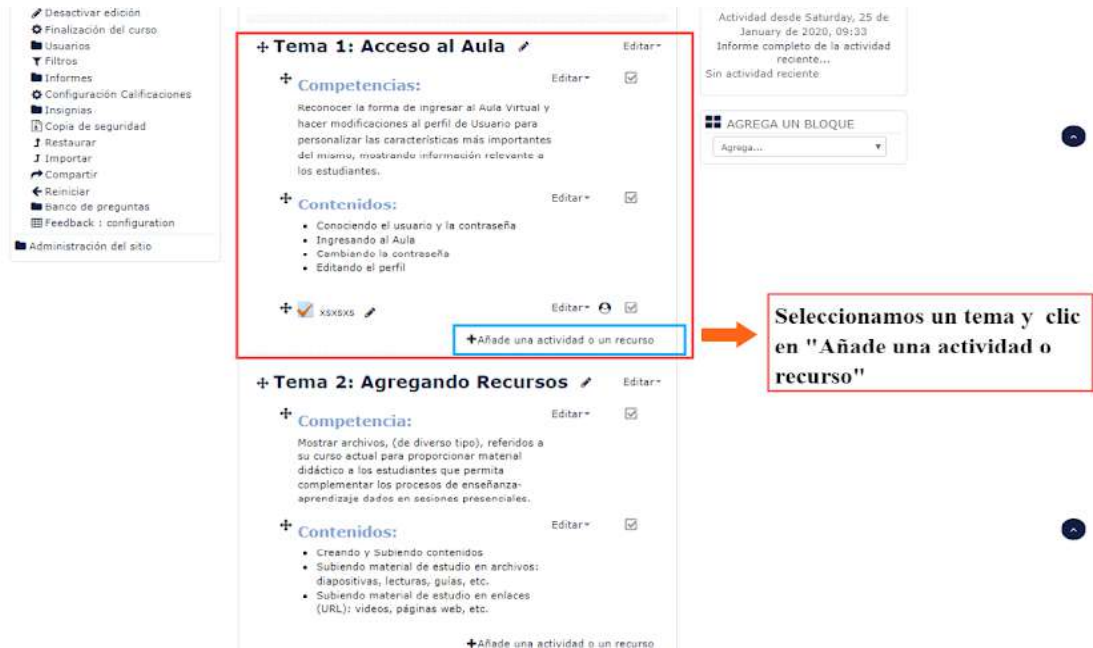 Desactivar edición
Finalización del curso
Usuarios
Filtros
Informes
Configuración Calificaciones
Insignias
Copia de seguridad
Restaurar
Importar
Compartir
Reiniciar
Banco de preguntas
Feedback : configuration
Administración del sitio
Tema 1: Acceso al Aula Editar
Competencias: Editar
Reconocer la forma de ingresar al Aula Virtual y
hacer modificaciones al perfil de Usuario para
personalizar las características más importantes
del mismo, mostrando información relevante a
los estudiantes.
Contenidos: Editar
• Conociendo el usuario y la contraseña
• Ingresando al Aula
• Cambiando la contraseña
• Editando el perfil
xsxsxs Editar
+Añade una actividad o un recurso
Tema 2: Agregando Recursos Editar
Competencia: Editar
Mostrar archivos, (de diverso tipo), referidos a
su curso actual para proporcionar material
didáctico a los estudiantes que permita
complementar los procesos de enseñanza-
aprendizaje dados en sesiones presenciales.
Contenidos: Editar
• Creando y Subiendo contenidos
• Subiendo material de estudio en archivos:
diapositivas, lecturas, guías, etc.
• Subiendo material de estudio en enlaces
(URL): videos, páginas web, etc.
+Añade una actividad o un recurso
Actividad desde Saturday, 25 de
January de 2020, 09:33
Informe completo de la actividad
reciente...
Sin actividad reciente
AGREGA UN BLOQUE
Agrega...
Seleccionamos un tema y clic
en "Añade una actividad o
recurso"